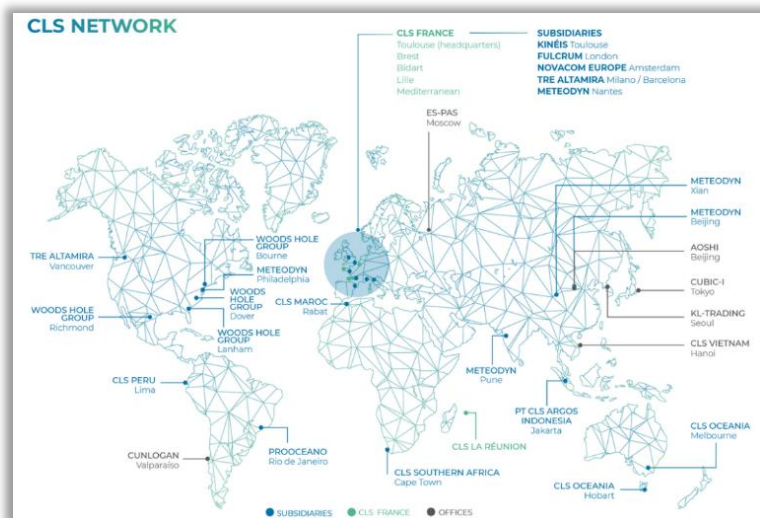 CLS NETWORK
CLS FRANCE
Toulouse (headquarters)
Brest
Bidart
Lille
Mediterranean
SUBSIDIARIES
KINÉIS Toulouse
FULCRUM London
NOVACOM EUROPE Amsterdam
TRE ALTAMIRA Milano / Barcelona
METEODYN Nantes
ES-PAS
Moscow
METEODYN
Xian
METEODYN
Beijing
AOSHI
Beijing
CUBIC-I
Tokyo
KL-TRADING
Seoul
CLS VIETNAM
Hanoi
TRE ALTAMIRA
Vancouver
WOODS HOLE
GROUP
Bourne
METEODYN
Philadelphia
WOODS
HOLE
GROUP
Dover
WOODS HOLE
GROUP
Richmond
WOODS HOLE
GROUP
Lanham
CLS MAROC
Rabat
METEODYN
Pune
CLS PERU
Lima
PT CLS ARGOS
INDONESIA
Jakarta
CLS OCEANIA
Melbourne
CUNLOGAN
Valparaíso
PROOCEANO
Rio de Janeiro
CLS LA RÉUNION
CLS SOUTHERN AFRICA
Cape Town
CLS OCEANIA
Hobart
SUBSIDIARIES
CLS FRANCE
OFFICES